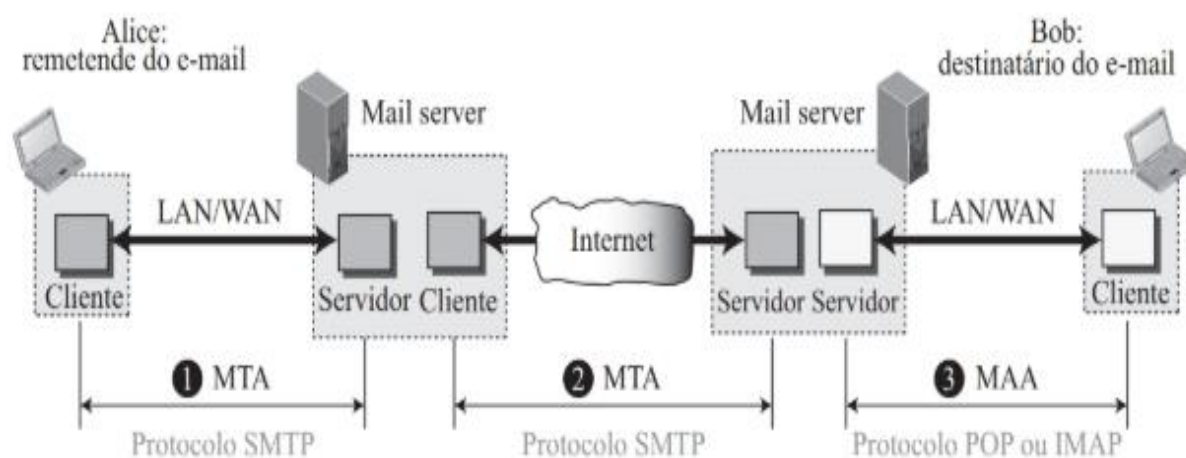 Alice:
remetende do e-mail
Bob:
destinatário do e-mail
Mail server
Mail server
LAN/WAN
Internet
LAN/WAN
Cliente
Servidor
Cliente
Servidor
Servidor
Cliente
1 MTA
2 MTA
3 MAA
Protocolo SMTP
Protocolo SMTP
Protocolo POP ou IMAP